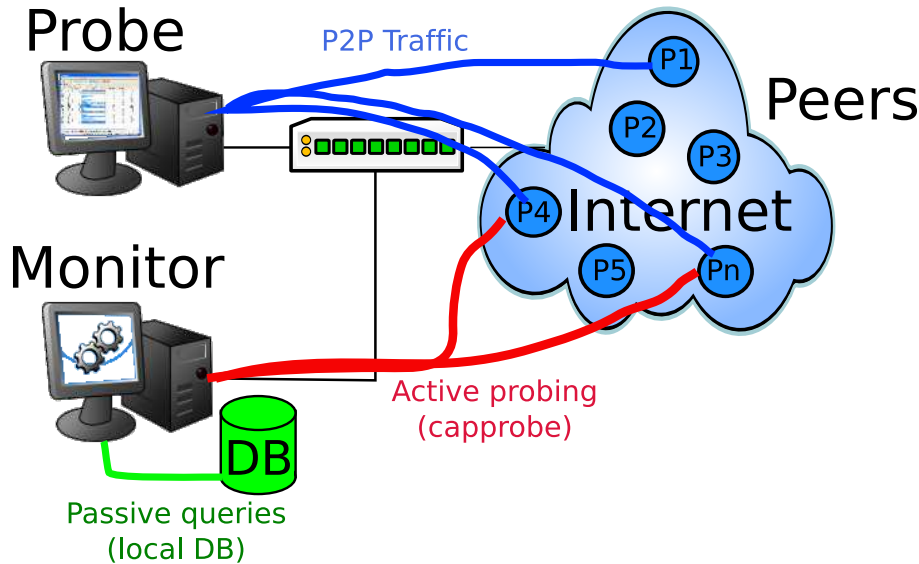 Probe
P2P Traffic
P1
Peers
P2
P3
P4
Internet
Monitor
P5
Pn
Active probing
(capprobe)
DB
Passive queries
(local DB)